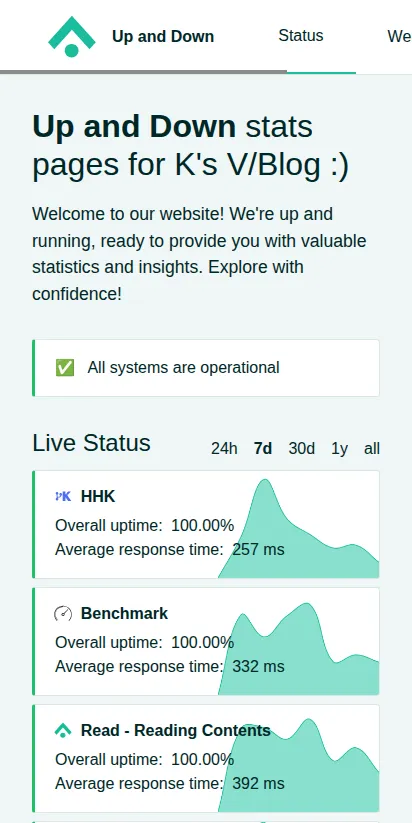 Up and Down Status We
Up and Down stats
pages for K's V/Blog :)
Welcome to our website! We're up and
running, ready to provide you with valuable
statistics and insights. Explore with
confidence!
✅ All systems are operational
Live Status 24h 7d 30d 1y all
HHK
Overall uptime: 100.00%
Average response time: 257 ms
Benchmark
Overall uptime: 100.00%
Average response time: 332 ms
Read - Reading Contents
Overall uptime: 100.00%
Average response time: 392 ms